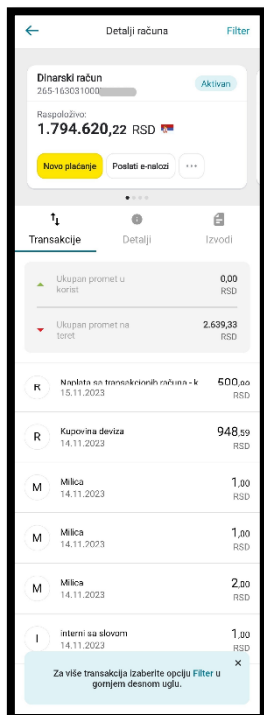 Detalji računa
Filter
Dinarski račun
Aktivan
265-163031000
Raspoloživo:
1.794.620,22 RSD
Novo plaćanje
Poslati e-nalozi
Transakcije
Detalji
Izvodi
Ukupan promet u korist
0,00 RSD
Ukupan promet na teret
2.639,33 RSD
R
Naplata sa transakcionih računa - k
500,00
15.11.2023
RSD
R
Kupovina deviza
948,59
14.11.2023
RSD
M
Milica
1,00
14.11.2023
RSD
M
Milica
1,00
14.11.2023
RSD
M
Milica
2,00
14.11.2023
RSD
I
interni sa slovom
1,00
14.11.2023
RSD
Za više transakcija izaberite opciju Filter u
gornjem desnom uglu.